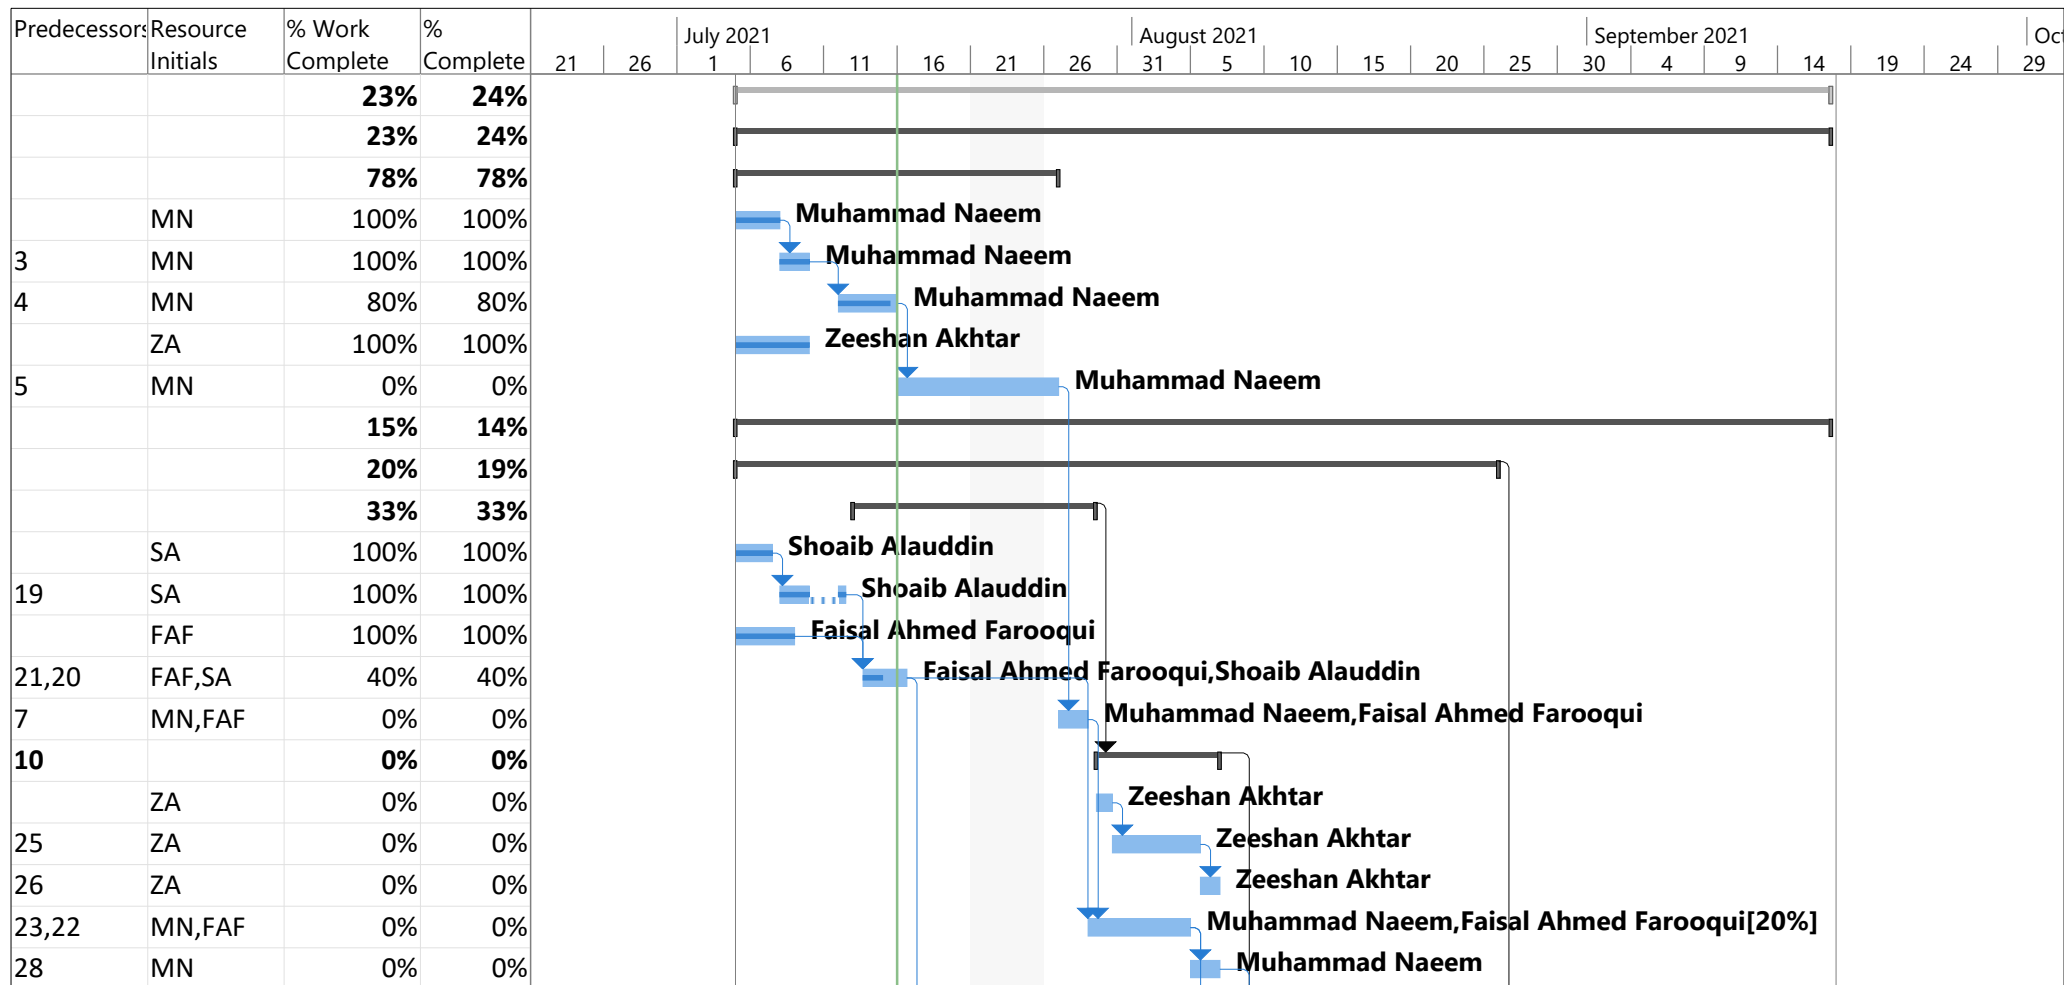 Predecessors Resource Initials % Work Complete % Complete
July 2021 August 2021 September 2021 Oct
21 26 1 6 11 16 21 26 31 5 10 15 20 25 30 4 9 14 19 24 29
23% 24%
23% 24%
78% 78%
MN 100% 100% Muhammad Naeem
3 MN 100% 100% Muhammad Naeem
4 MN 80% 80% Muhammad Naeem
ZA 100% 100% Zeeshan Akhtar
5 MN 0% 0% Muhammad Naeem
15% 14%
20% 19%
33% 33%
SA 100% 100% Shoaib Alauddin
19 SA 100% 100% Shoaib Alauddin
FAF 100% 100% Faisal Ahmed Farooqui
21,20 FAF,SA 40% 40% Faisal Ahmed Farooqui,Shoaib Alauddin
7 MN,FAF 0% 0% Muhammad Naeem,Faisal Ahmed Farooqui
10 0% 0%
ZA 0% 0% Zeeshan Akhtar
25 ZA 0% 0% Zeeshan Akhtar
26 ZA 0% 0% Zeeshan Akhtar
23,22 MN,FAF 0% 0% Muhammad Naeem,Faisal Ahmed Farooqui[20%]
28 MN 0% 0% Muhammad Naeem